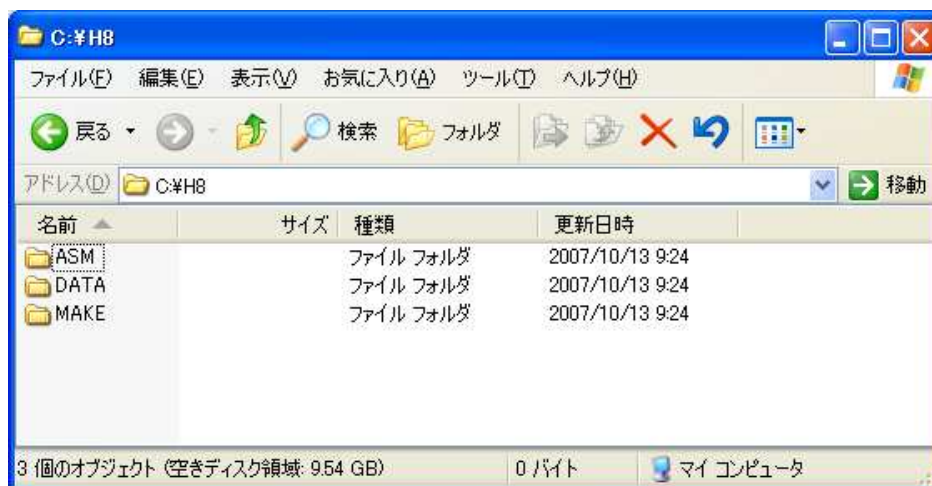 C:¥H8
ファイル(F) 編集(E) 表示(V) お気に入り(A) ツール(T) ヘルプ(H)
戻る 検索 フォルダ
アドレス(D) C:¥H8 移動
名前 サイズ 種類 更新日時
ASM ファイル フォルダ 2007/10/13 9:24
DATA ファイル フォルダ 2007/10/13 9:24
MAKE ファイル フォルダ 2007/10/13 9:24
3 個のオブジェクト (空きディスク領域: 9.54 GB) 0 バイト マイ コンピュータ